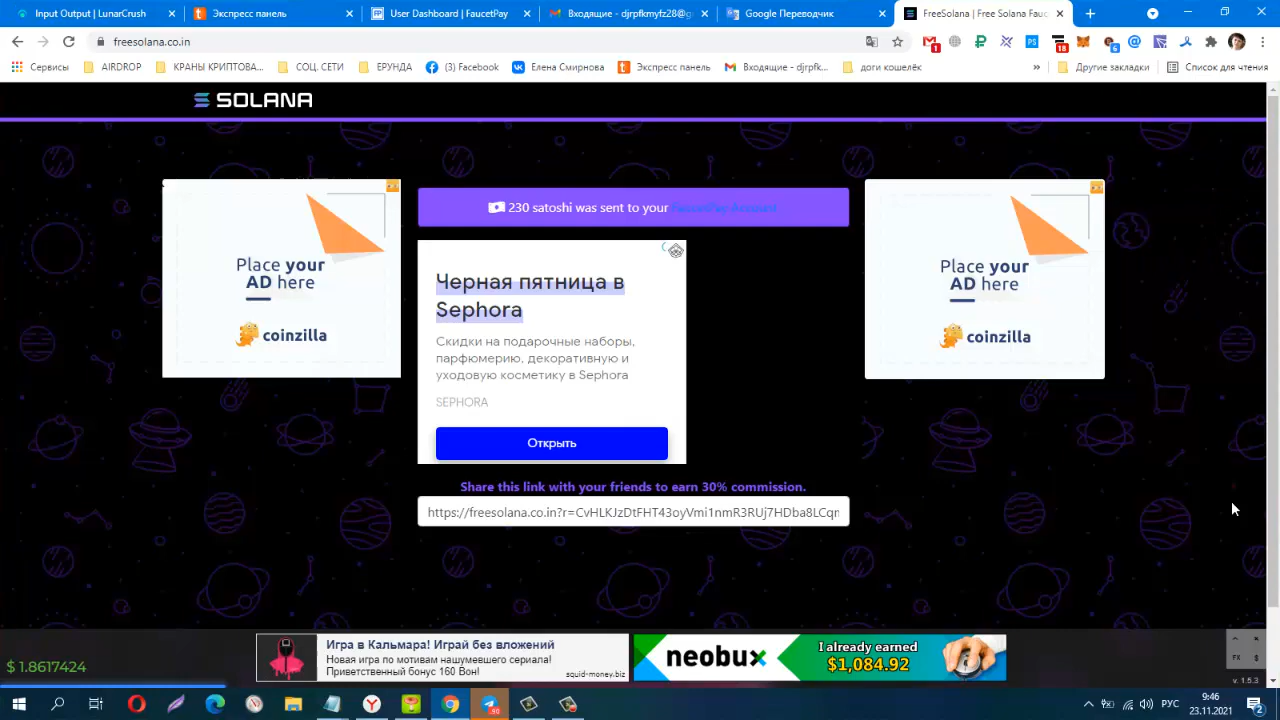 Input Output | LunarCrush
Экспресс панель
User Dashboard | FaucetPay
Входящие - djrpfkmyfz28@g
Google Переводчик
FreeSolana | Free Solana Fauc
freesolana.co.in
Сервисы
AIRDROP
КРАНЫ КРИПТОВА...
СОЦ. СЕТИ
ЕРУНДА
(3) Facebook
Елена Смирнова
Экспресс панель
Входящие - djrpfk...
доги кошелёк
»
Другие закладки
Список для чтения
SOLANA
230 satoshi was sent to your FaucetPay Account
Place your
AD here
coinzilla
Черная пятница в
Sephora
Скидки на подарочные наборы,
парфюмерию, декоративную и
уходовую косметику в Sephora
SEPHORA
Открыть
Place your
AD here
coinzilla
Share this link with your friends to earn 30% commission.
https://freesolana.co.in?r=CvHLKJzDtFHT43oyVmi1nmR3RUj7HDba8LCqn
$ 1.8617424
Игра в Кальмара! Играй без вложений
Новая игра по мотивам нашумевшего сериала!
Приветственный бонус 160 Вон!
squid-money.biz
neobux
I already earned
$1,084.92
FK $
v. 1.5.3
90
РУС
9:46
23.11.2021
2